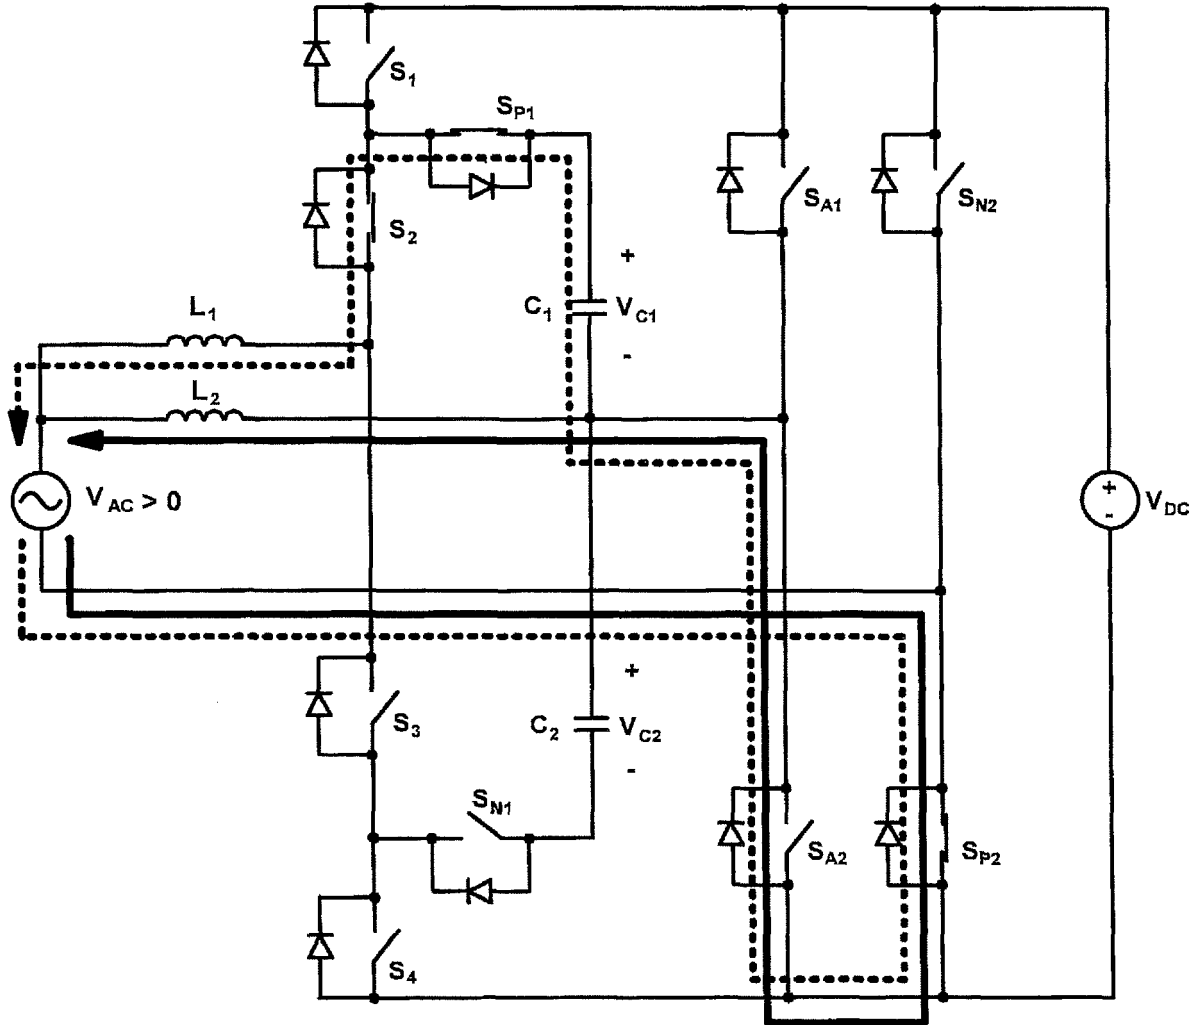 S1
SP1
S2
SA1
SN2
+
C1
VC1
-
L1
L2
VAC > 0
+
-
VDC
+
S3
C2
VC2
-
SN1
SA2
SP2
S4